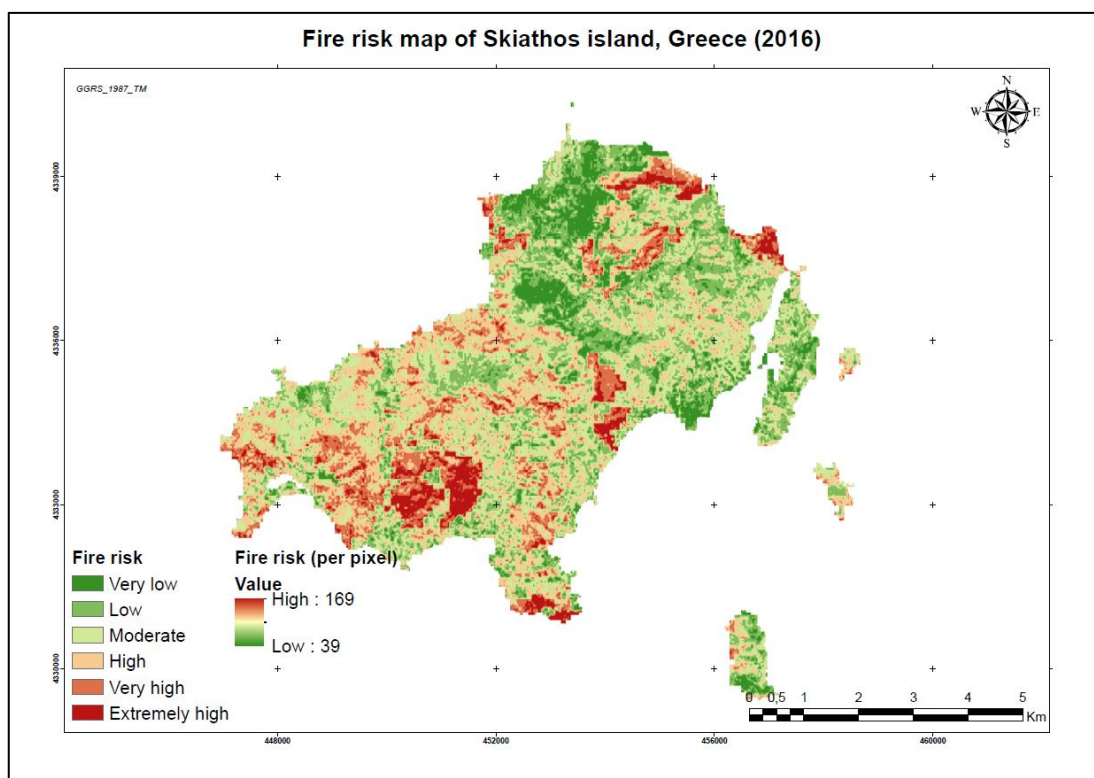 Fire risk map of Skiathos island, Greece (2016)
GGRS_1987_TM
N
W E
S
4339000
4336000
4333000
4330000
Fire risk
Very low
Low
Moderate
High
Very high
Extremely high
Fire risk (per pixel)
Value
High : 169
Low : 39
0 0,5 1 2 3 4 5
Km
448000 452000 456000 460000